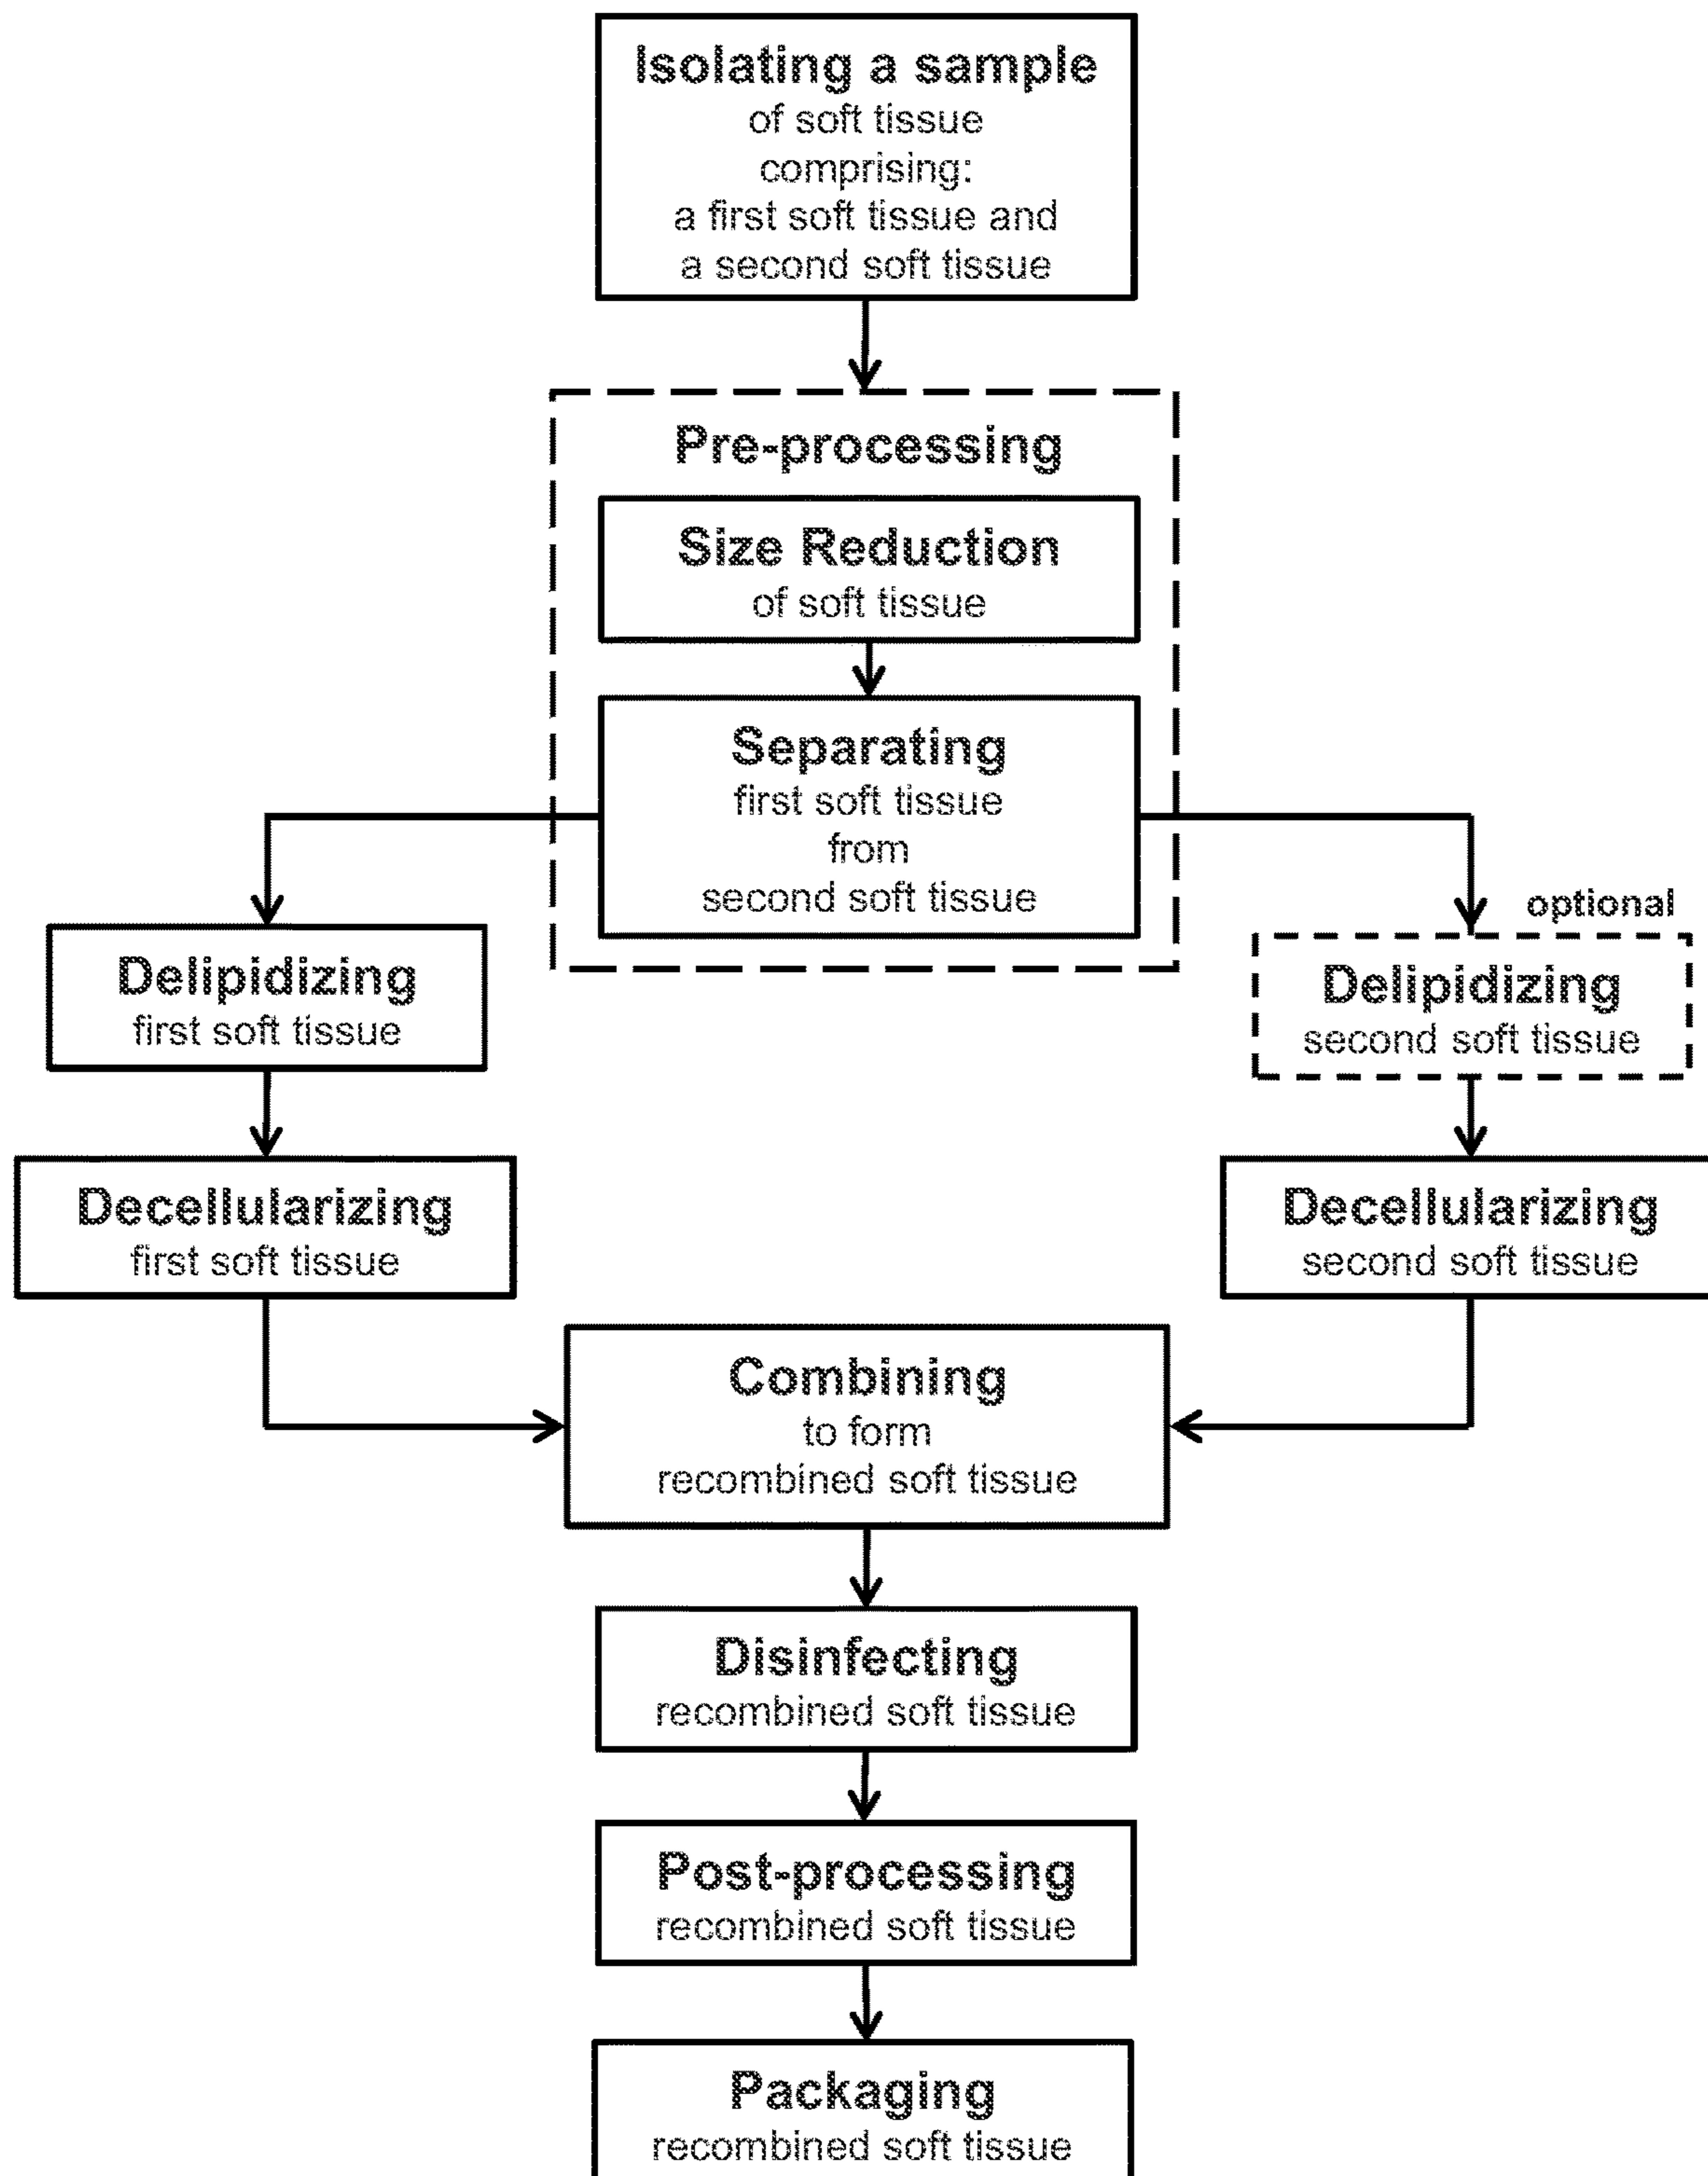 Isolating a sample
of soft tissue
comprising:
a first soft tissue and
a second soft tissue
Pre-processing
Size Reduction
of soft tissue
Separating
first soft tissue
from
second soft tissue
Delipidizing
first soft tissue
optional
Delipidizing
second soft tissue
Decellularizing
first soft tissue
Decellularizing
second soft tissue
Combining
to form
recombined soft tissue
Disinfecting
recombined soft tissue
Post-processing
recombined soft tissue
Packaging
recombined soft tissue